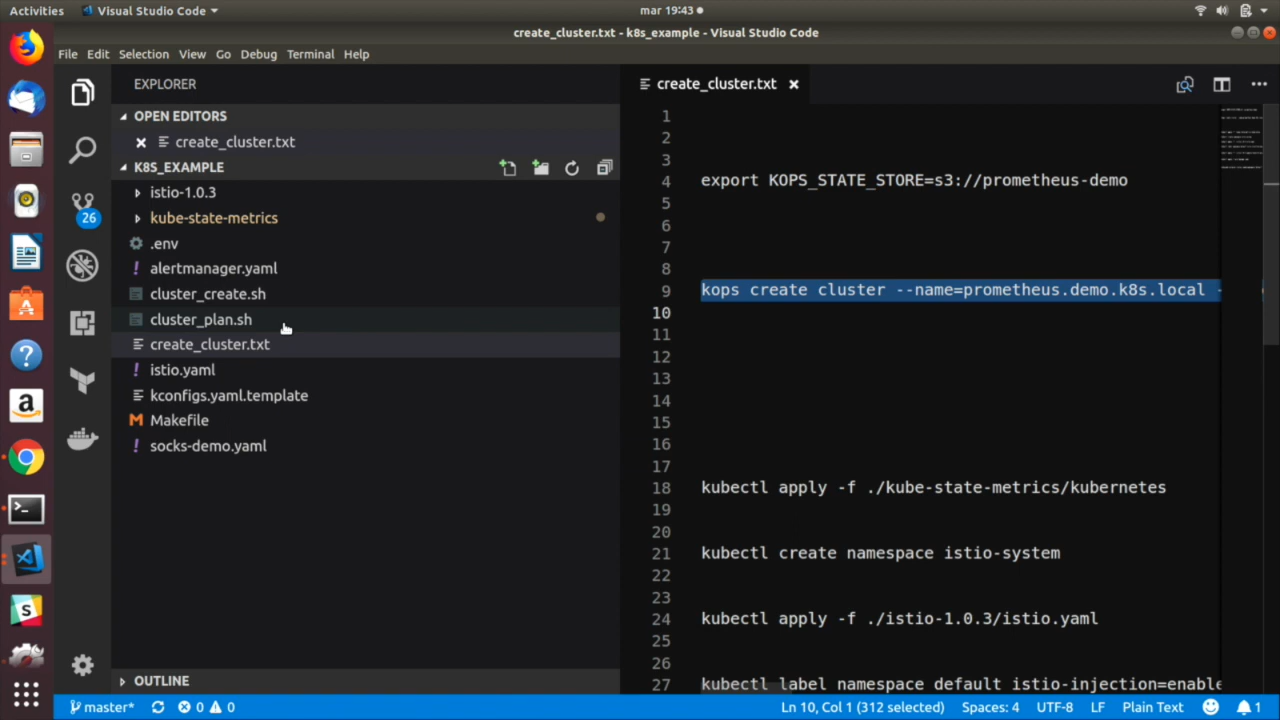 Activities
Visual Studio Code
mar 19:43
create_cluster.txt - k8s_example - Visual Studio Code
File Edit Selection View Go Debug Terminal Help
EXPLORER
OPEN EDITORS
create_cluster.txt
K8S_EXAMPLE
istio-1.0.3
kube-state-metrics
.env
alertmanager.yaml
cluster_create.sh
cluster_plan.sh
create_cluster.txt
istio.yaml
kconfigs.yaml.template
Makefile
socks-demo.yaml
OUTLINE
26
create_cluster.txt
1
2
3
4 export KOPS_STATE_STORE=s3://prometheus-demo
5
6
7
8
9 kops create cluster --name=prometheus.demo.k8s.local -
10
11
12
13
14
15
16
17
18 kubectl apply -f ./kube-state-metrics/kubernetes
19
20
21 kubectl create namespace istio-system
22
23
24 kubectl apply -f ./istio-1.0.3/istio.yaml
25
26
27 kubectl label namespace default istio-injection=enable
master* 0 0 Ln 10, Col 1 (312 selected) Spaces: 4 UTF-8 LF Plain Text 1